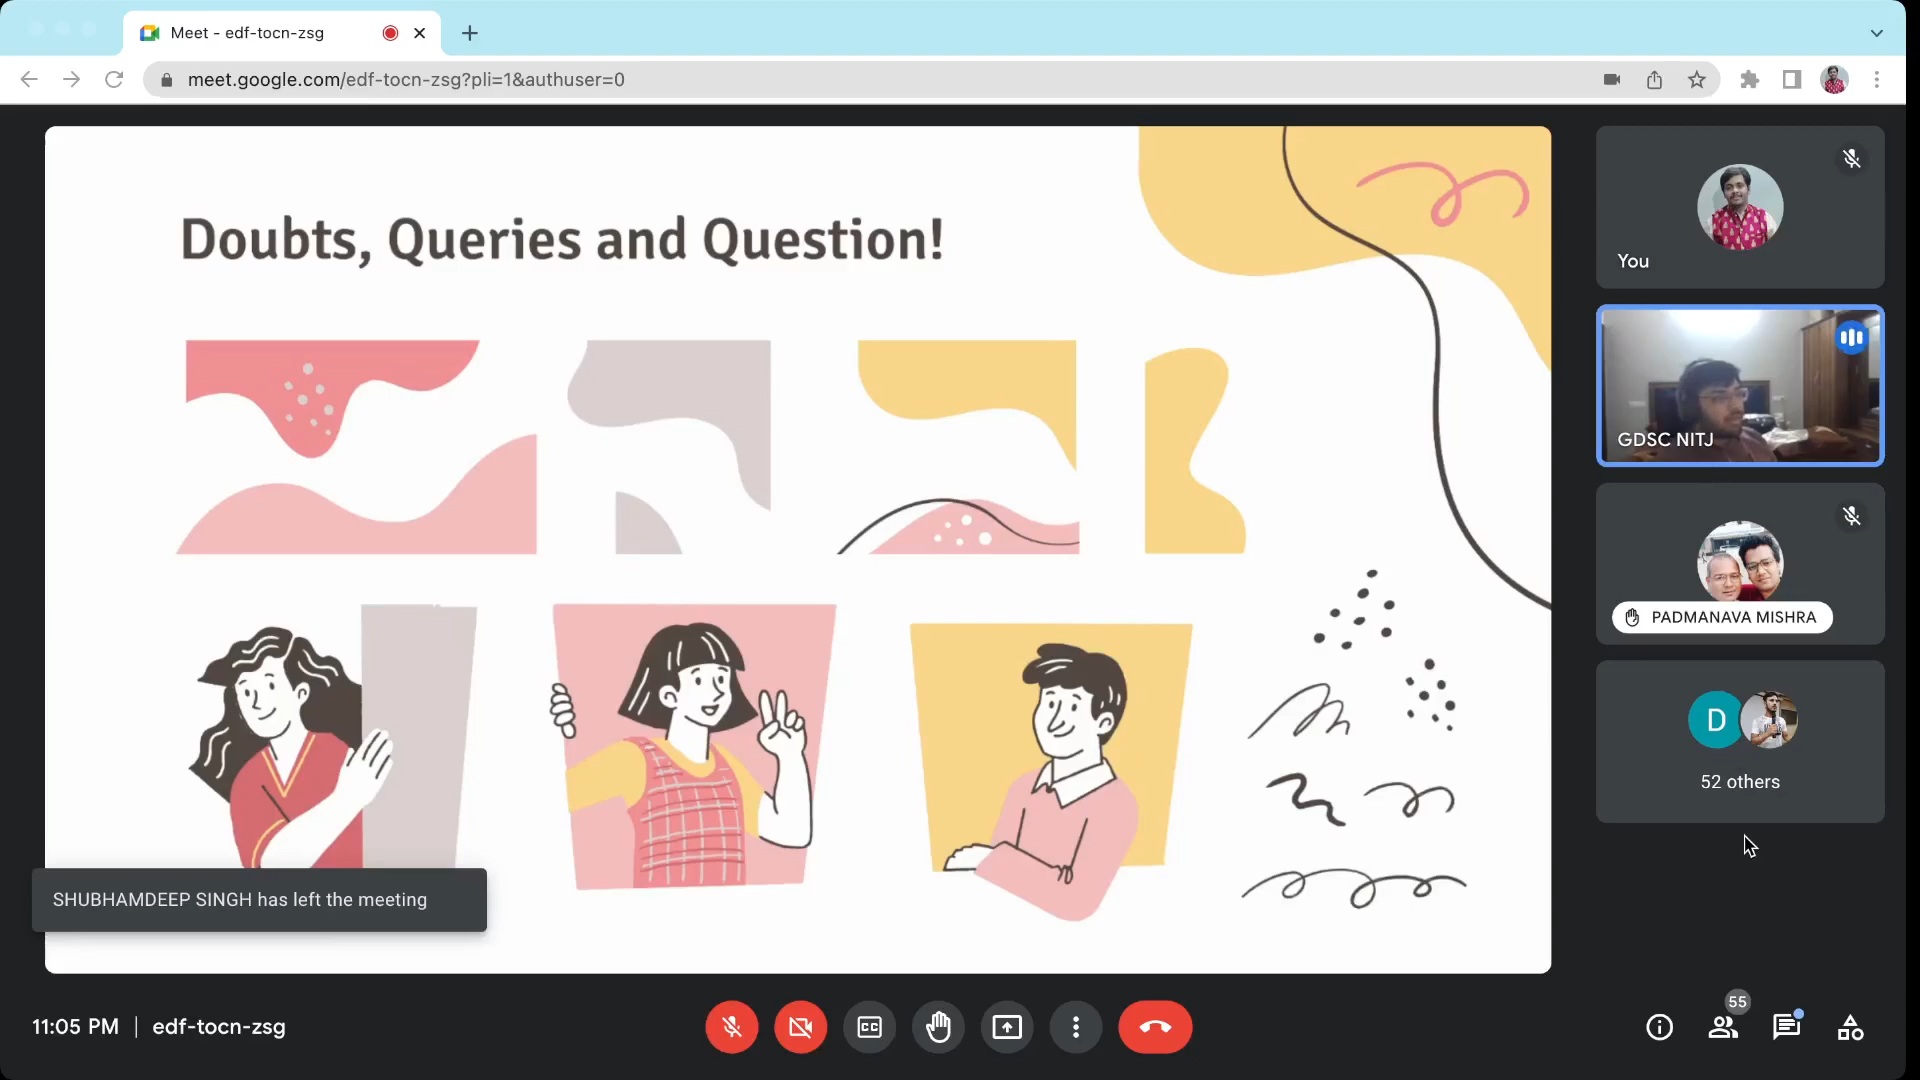 Meet - edf-tocn-zsg
meet.google.com/edf-tocn-zsg?pli=1&authuser=0
Doubts, Queries and Question!
You
GDSC NITJ
PADMANAVA MISHRA
D
52 others
SHUBHAMDEEP SINGH has left the meeting
11:05 PM | edf-tocn-zsg
CC
55